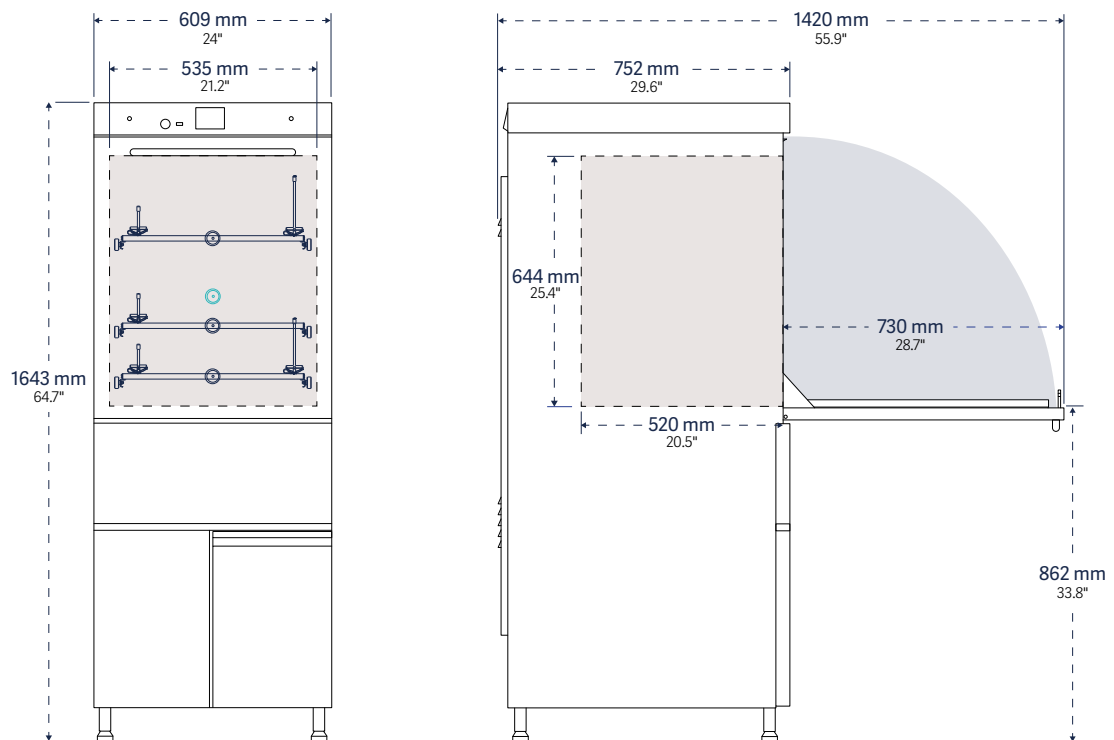 609 mm
24"
1420 mm
55.9"
535 mm
21.2"
752 mm
29.6"
644 mm
25.4"
730 mm
28.7"
1643 mm
64.7"
520 mm
20.5"
862 mm
33.8"